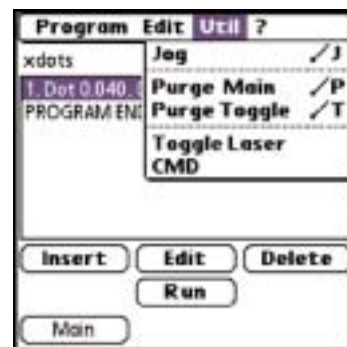 Program Edit Util ?
xdots
Jog ⟋J
1. Dot 0.040,
Purge Main ⟋P
PROGRAM EN
Purge Toggle ⟋T
Toggle Laser
CMD
Insert Edit Delete
Run
Main